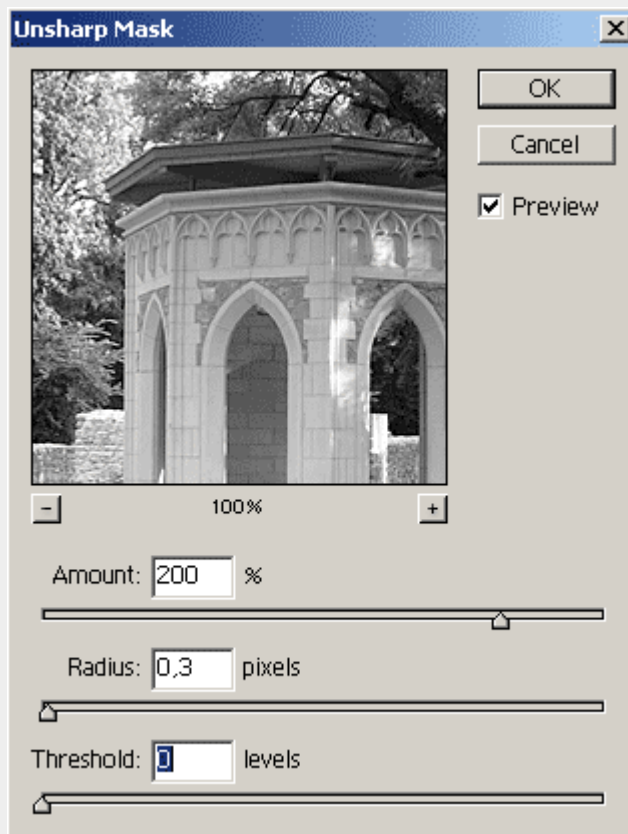 Unsharp Mask
OK
Cancel
Preview
- 100% +
Amount: 200 %
Radius: 0,3 pixels
Threshold: 0 levels